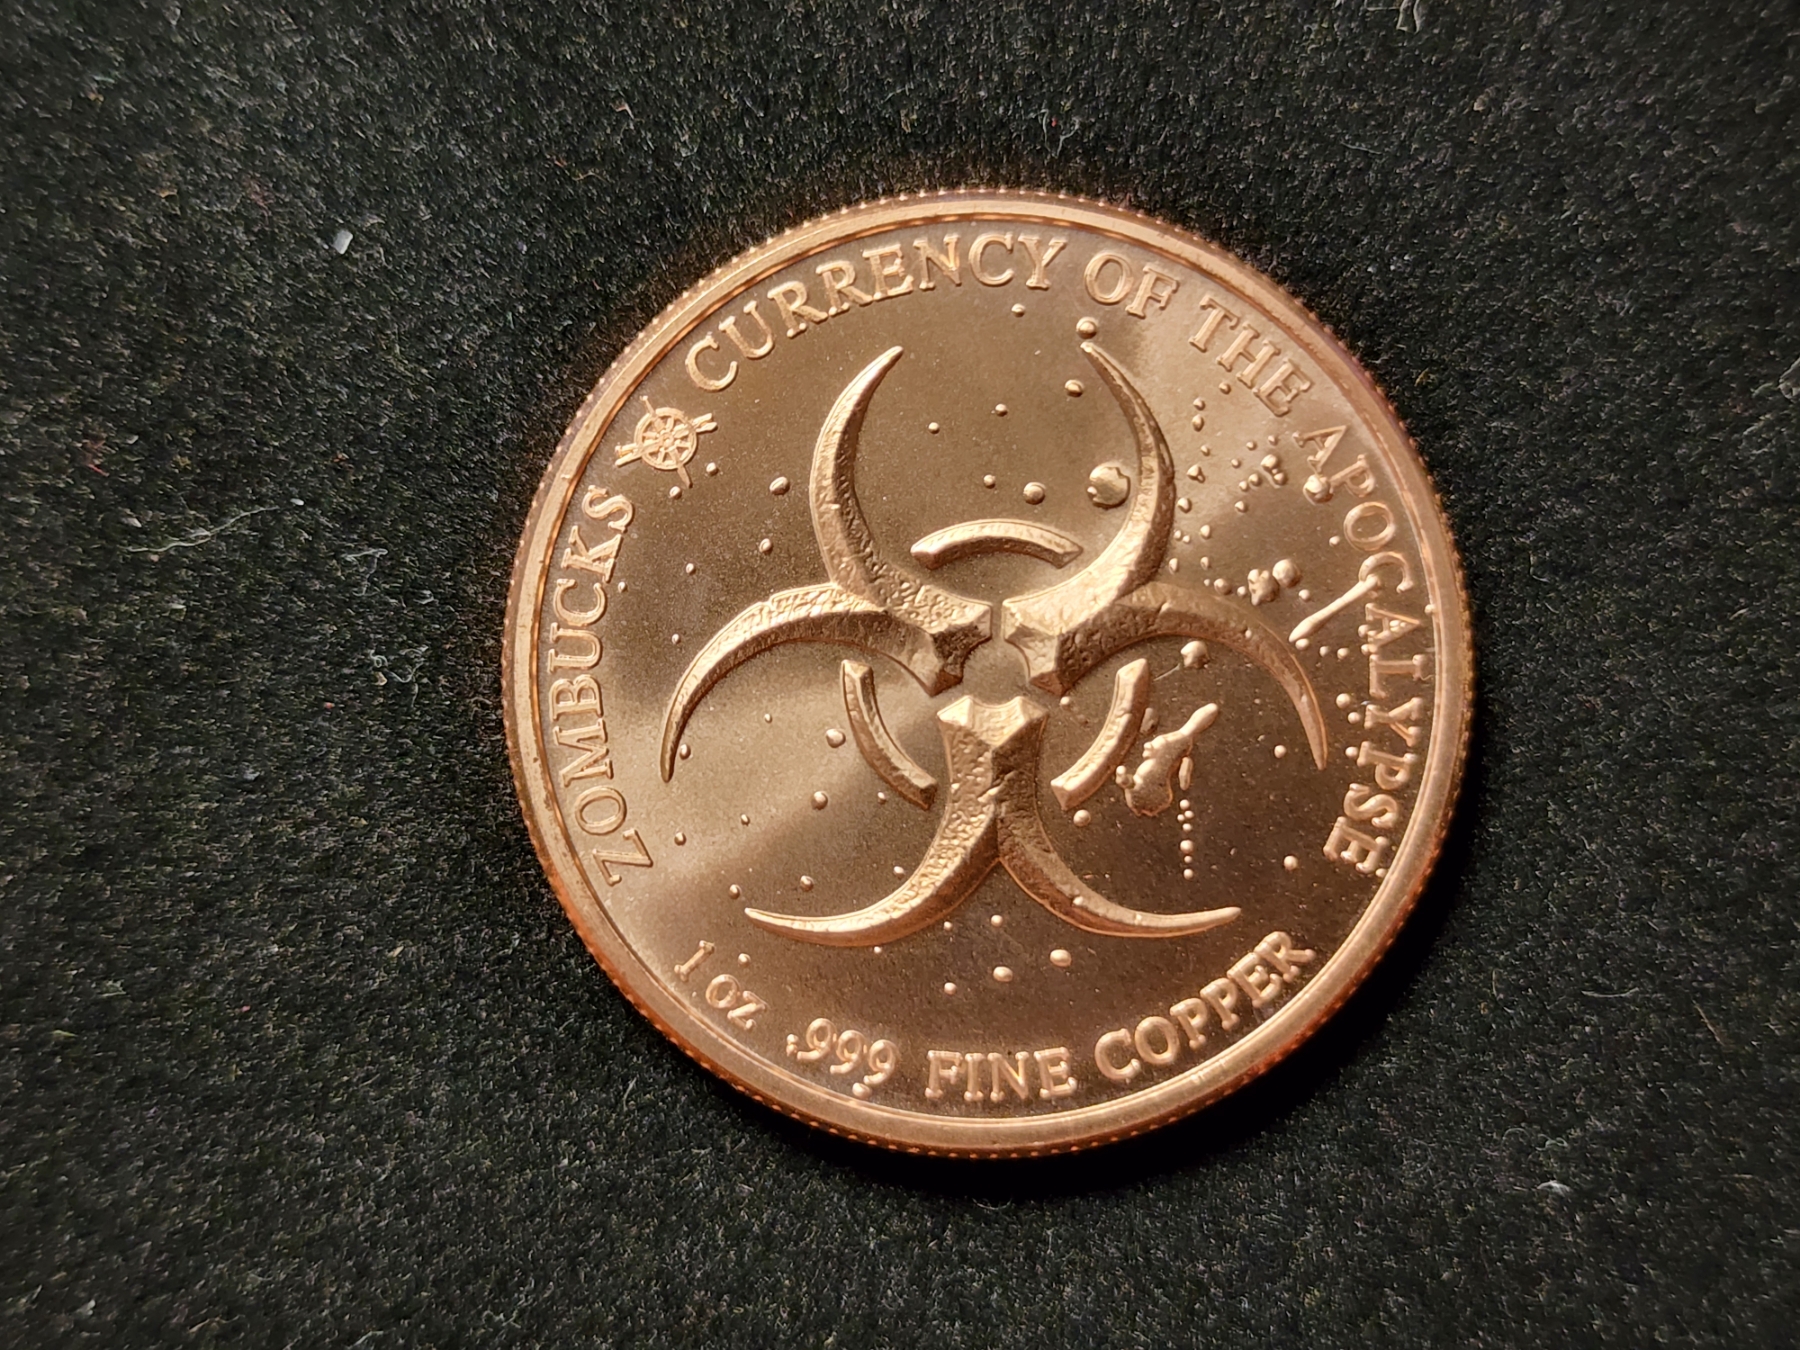 ZOMBUCKS
CURRENCY OF THE APOCALYPSE
1 oz .999 FINE COPPER